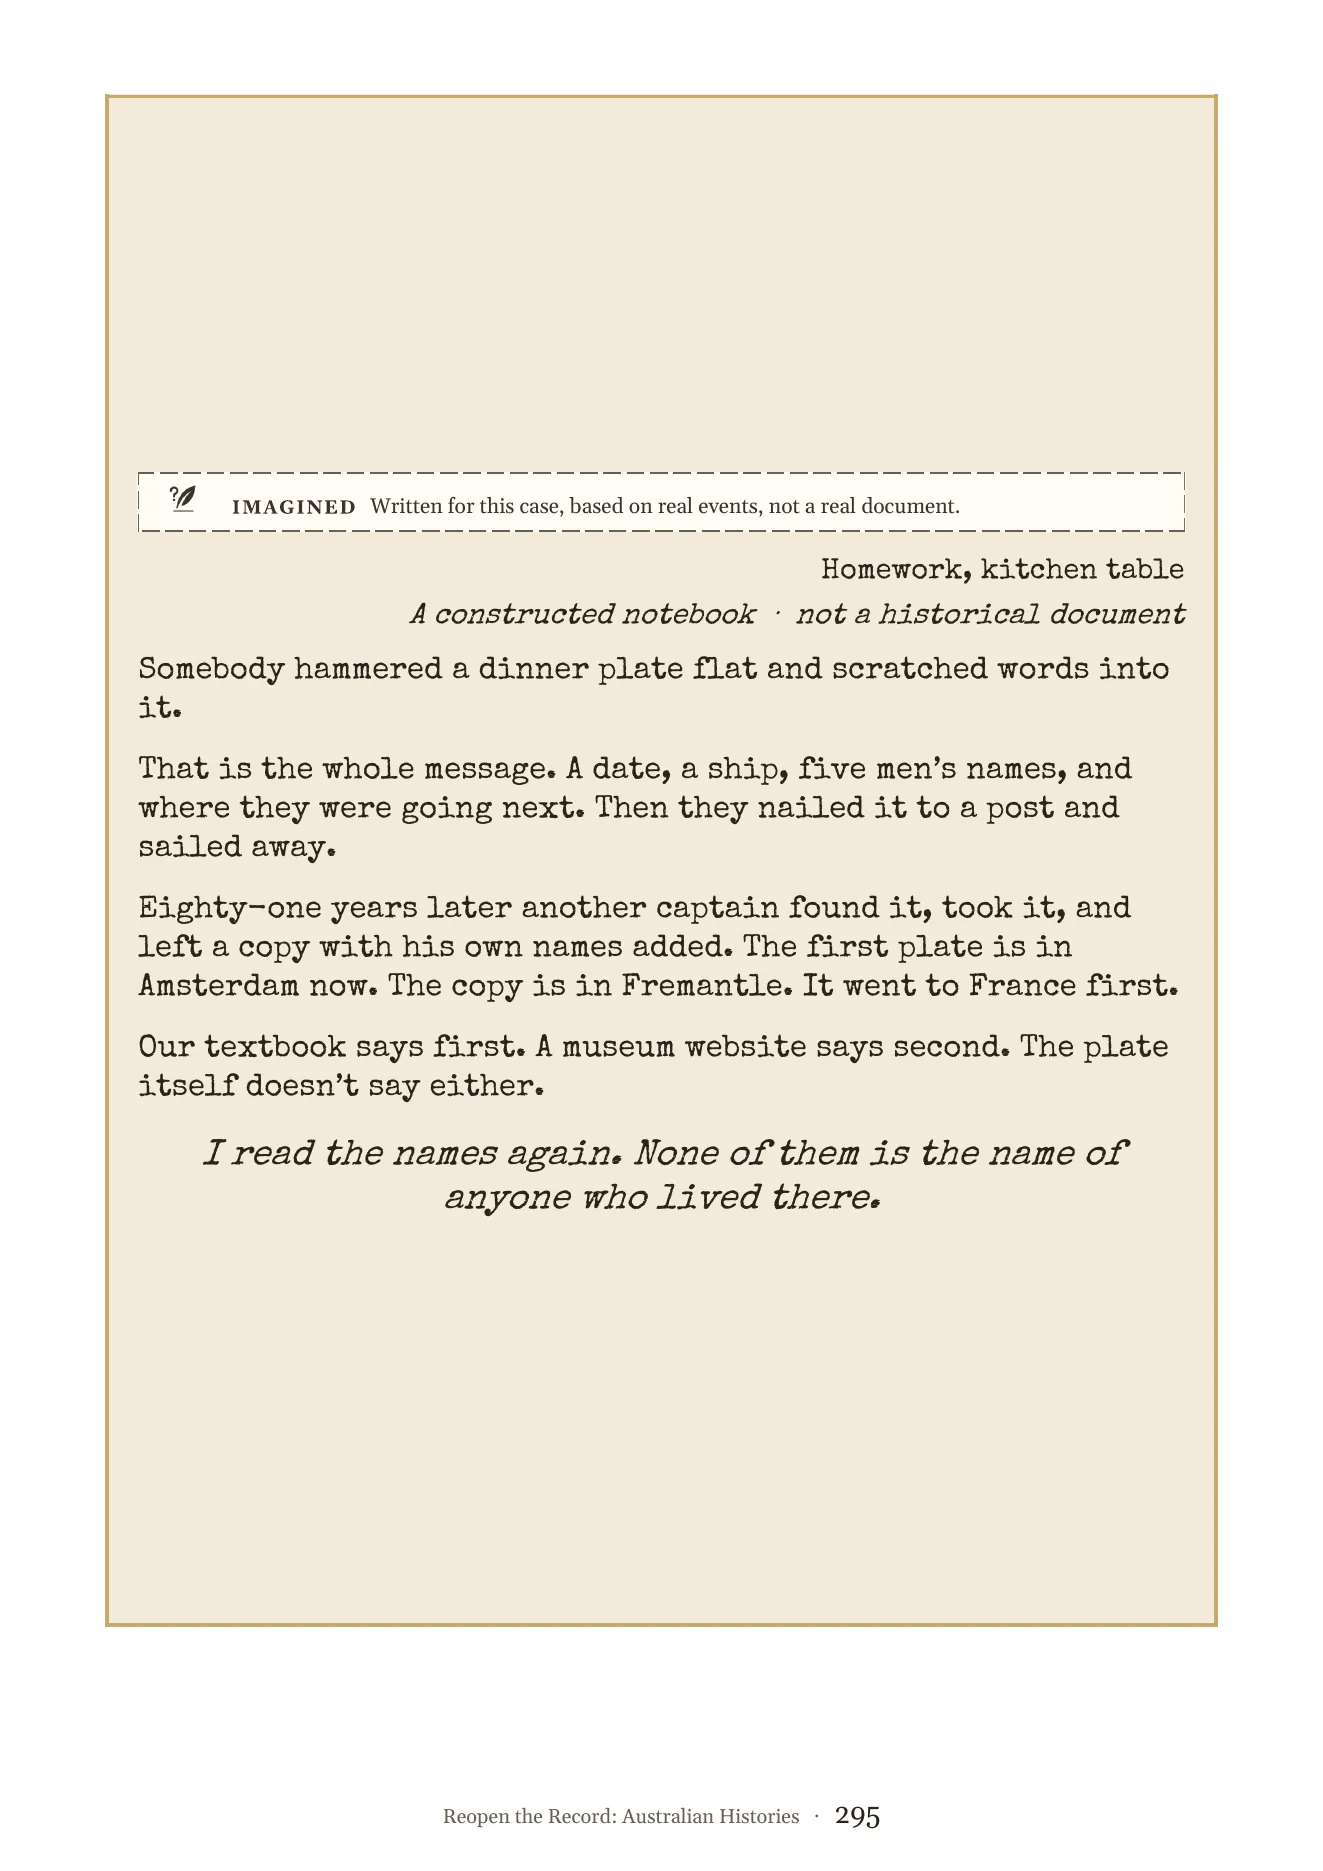 IMAGINED Written for this case, based on real events, not a real document.
Homework, kitchen table
A constructed notebook · not a historical document
Somebody hammered a dinner plate flat and scratched words into
it.
That is the whole message. A date, a ship, five men’s names, and
where they were going next. Then they nailed it to a post and
sailed away.
Eighty-one years later another captain found it, took it, and
left a copy with his own names added. The first plate is in
Amsterdam now. The copy is in Fremantle. It went to France first.
Our textbook says first. A museum website says second. The plate
itself doesn’t say either.
I read the names again. None of them is the name of
anyone who lived there.
Reopen the Record: Australian Histories · 295